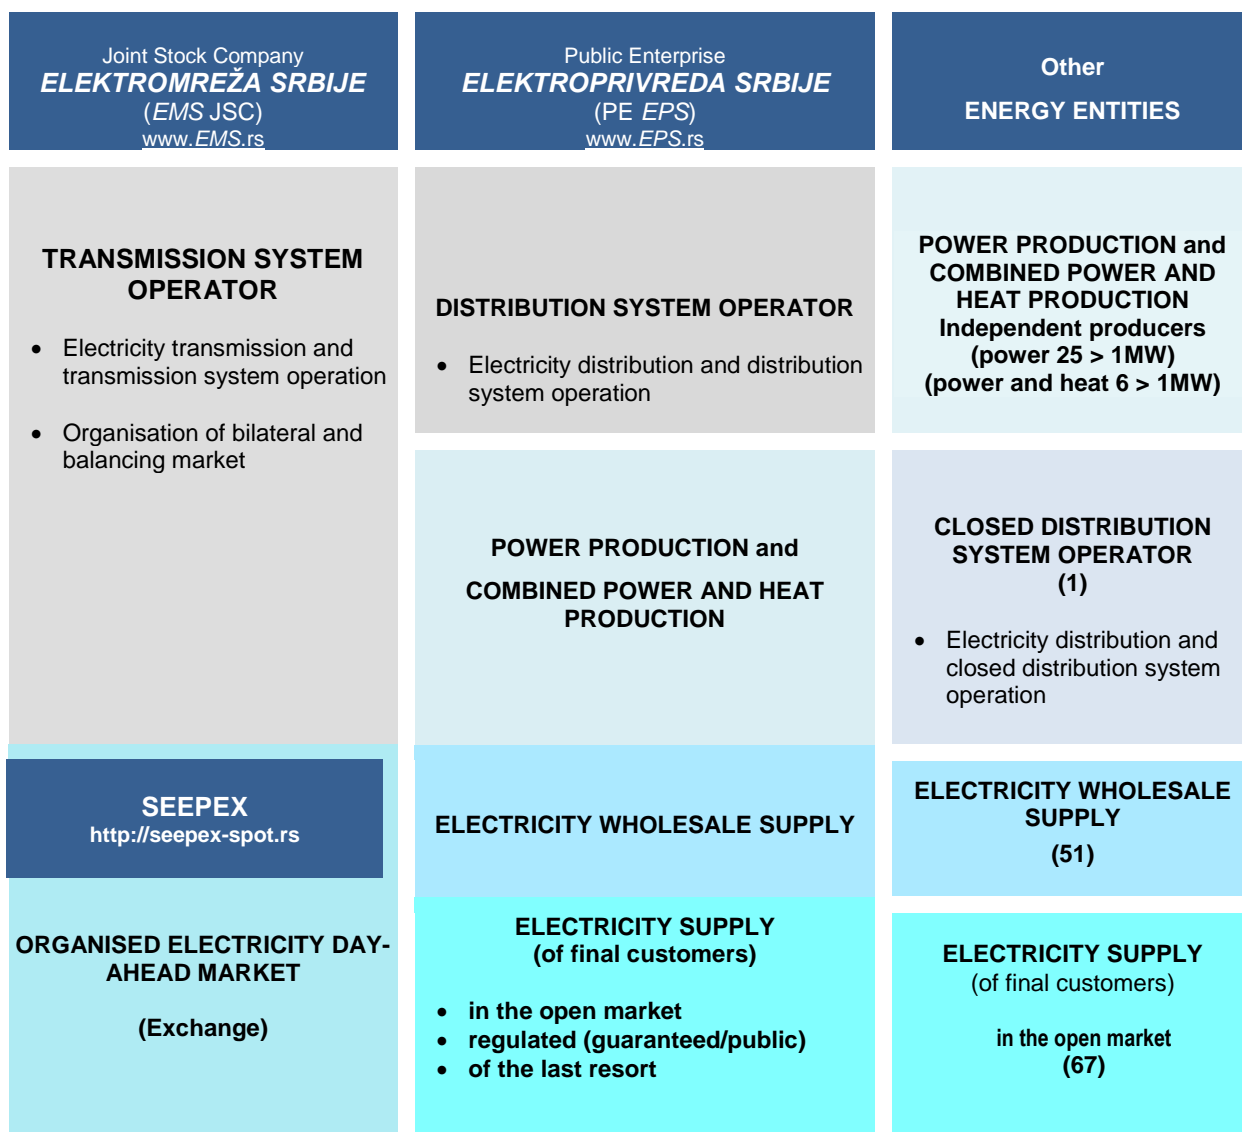 Joint Stock Company
ELEKTROMREŽA SRBIJE
(EMS JSC)
www.EMS.rs
Public Enterprise
ELEKTROPRIVREDA SRBIJE
(PE EPS)
www.EPS.rs
Other
ENERGY ENTITIES
TRANSMISSION SYSTEM
OPERATOR
• Electricity transmission and
transmission system operation
• Organisation of bilateral and
balancing market
DISTRIBUTION SYSTEM OPERATOR
• Electricity distribution and distribution
system operation
POWER PRODUCTION and
COMBINED POWER AND
HEAT PRODUCTION
Independent producers
(power 25 > 1MW)
(power and heat 6 > 1MW)
POWER PRODUCTION and
COMBINED POWER AND HEAT
PRODUCTION
CLOSED DISTRIBUTION
SYSTEM OPERATOR
(1)
• Electricity distribution and
closed distribution system
operation
SEEPEX
http://seepex-spot.rs
ELECTRICITY WHOLESALE SUPPLY
ELECTRICITY WHOLESALE
SUPPLY
(51)
ORGANISED ELECTRICITY DAY-
AHEAD MARKET
(Exchange)
ELECTRICITY SUPPLY
(of final customers)
• in the open market
• regulated (guaranteed/public)
• of the last resort
ELECTRICITY SUPPLY
(of final customers)
in the open market
(67)